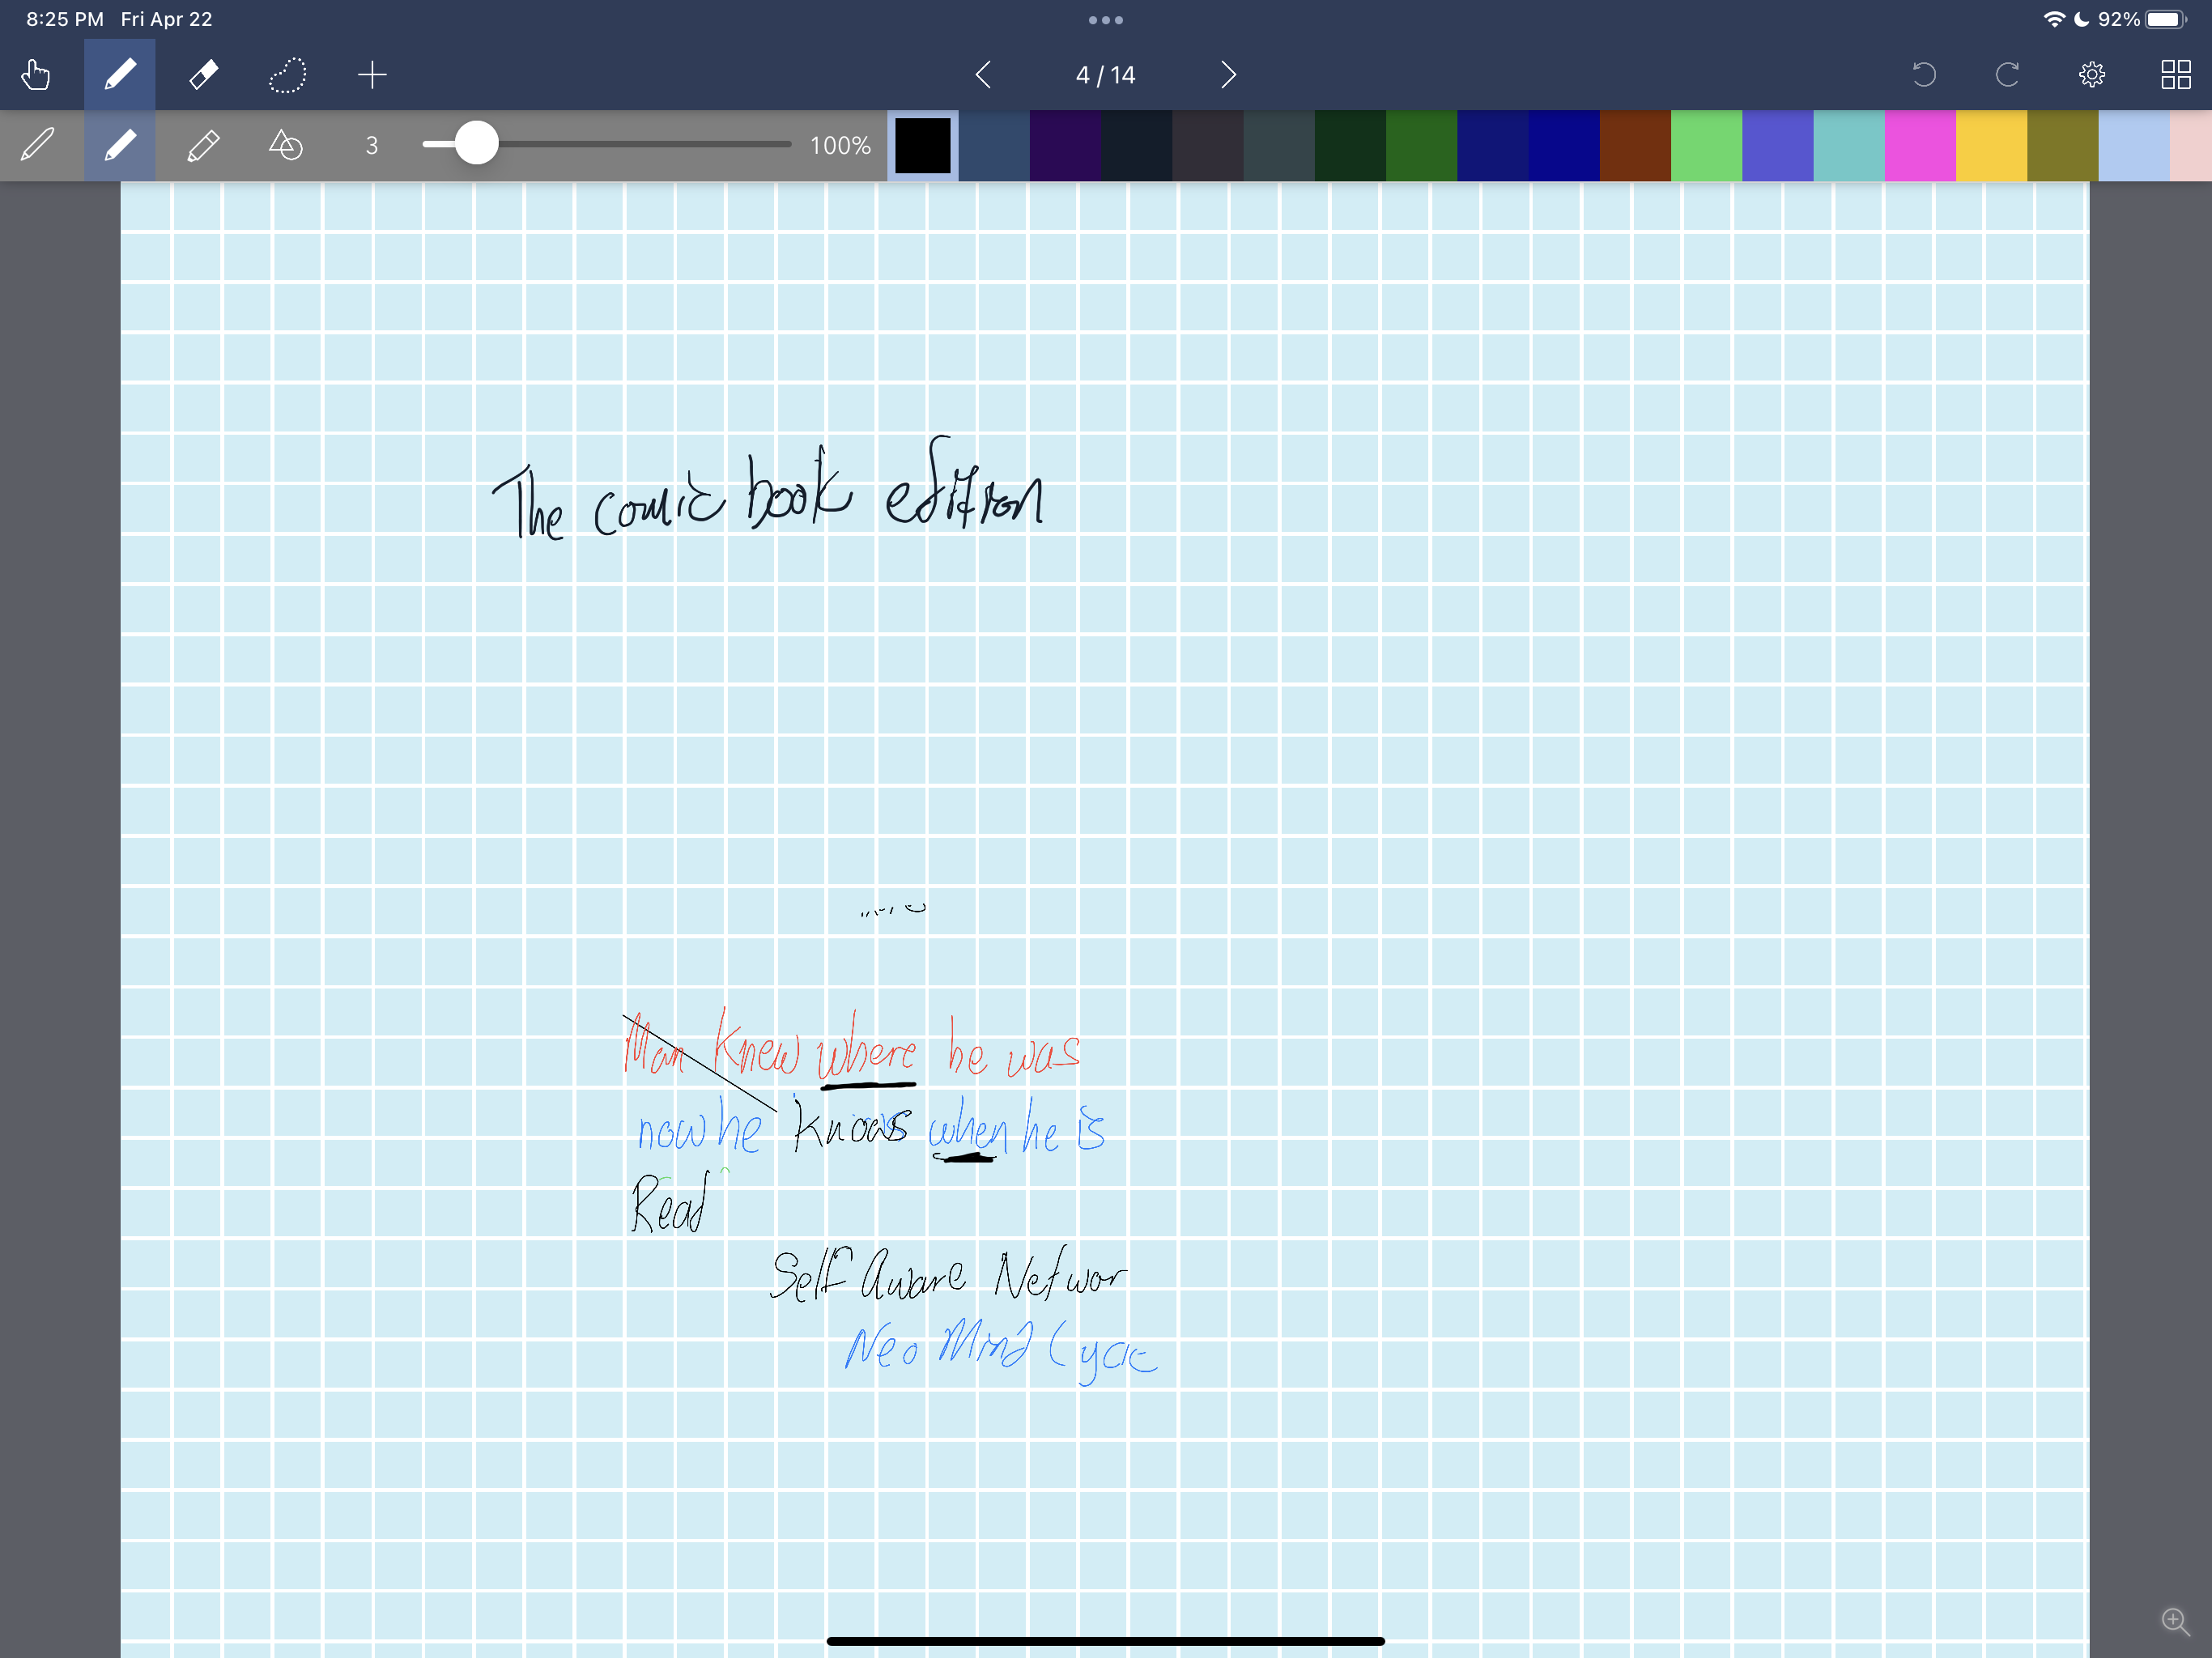 8:25 PM Fri Apr 22
92%
4 / 14
3
100%
The comic book edition
Man knew where he was
now he knows when he is
Read
Self Aware Networ
Neo Mind Cycle